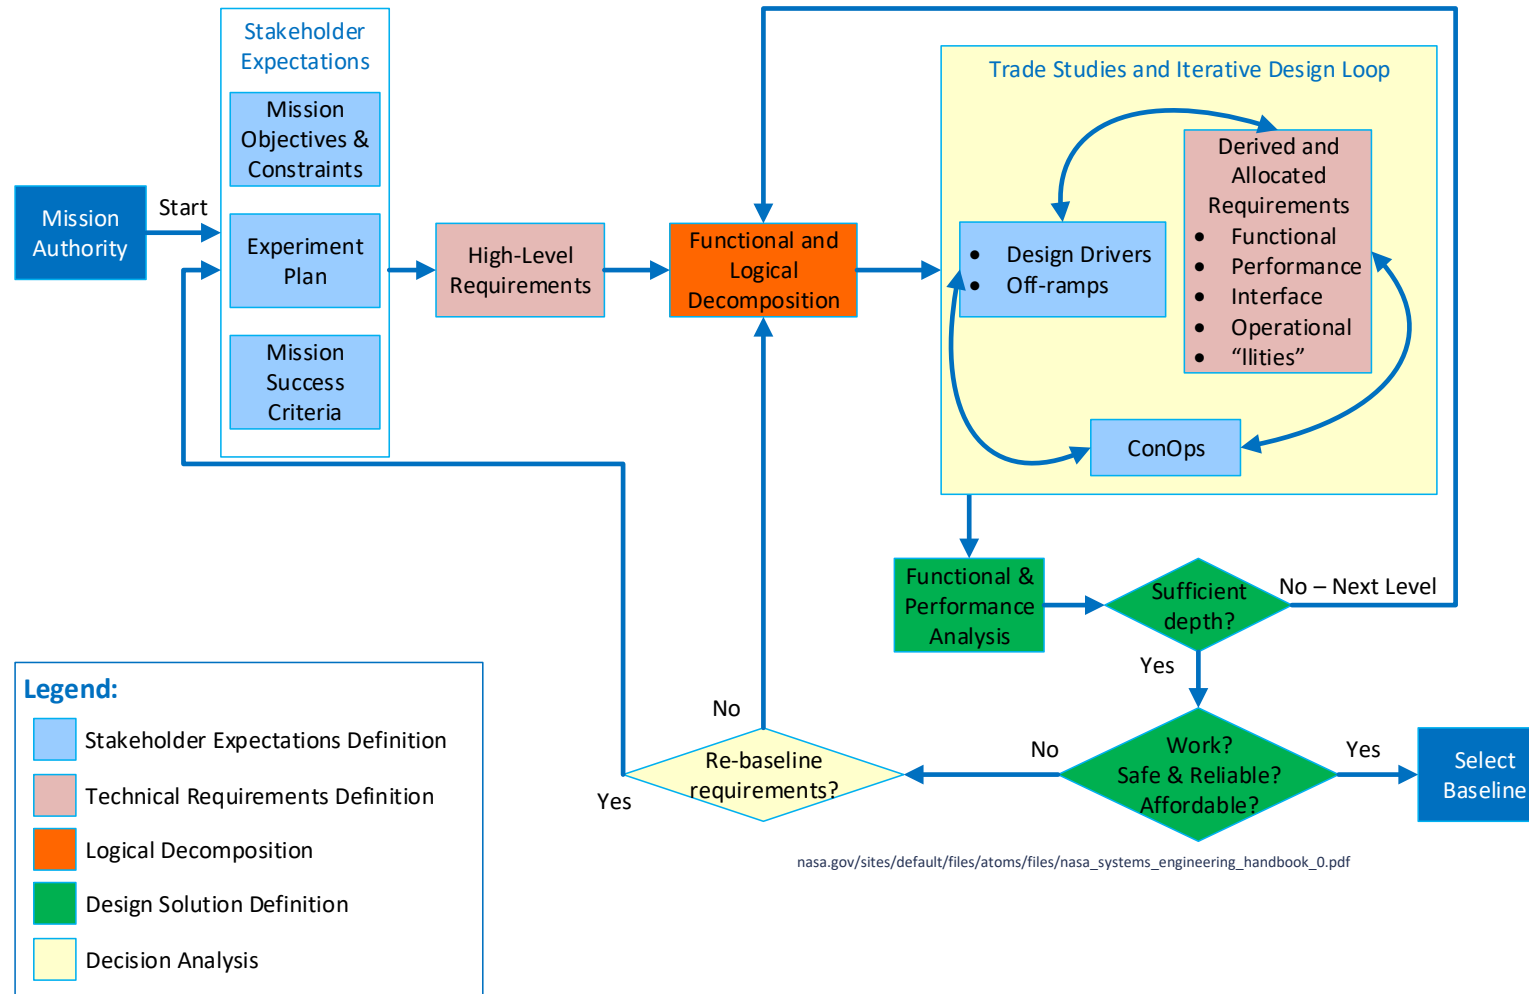 Stakeholder
Expectations
Mission
Objectives &
Constraints
Mission
Authority
Start
Experiment
Plan
Mission
Success
Criteria
High-Level
Requirements
Functional and
Logical
Decomposition
Trade Studies and Iterative Design Loop
• Design Drivers
• Off-ramps
Derived and
Allocated
Requirements
• Functional
• Performance
• Interface
• Operational
• “Ilities”
ConOps
Functional &
Performance
Analysis
Sufficient
depth?
No – Next Level
Yes
Work?
Safe & Reliable?
Affordable?
Yes
Select
Baseline
No
Re-baseline
requirements?
No
Yes
nasa.gov/sites/default/files/atoms/files/nasa_systems_engineering_handbook_0.pdf
Legend:
Stakeholder Expectations Definition
Technical Requirements Definition
Logical Decomposition
Design Solution Definition
Decision Analysis